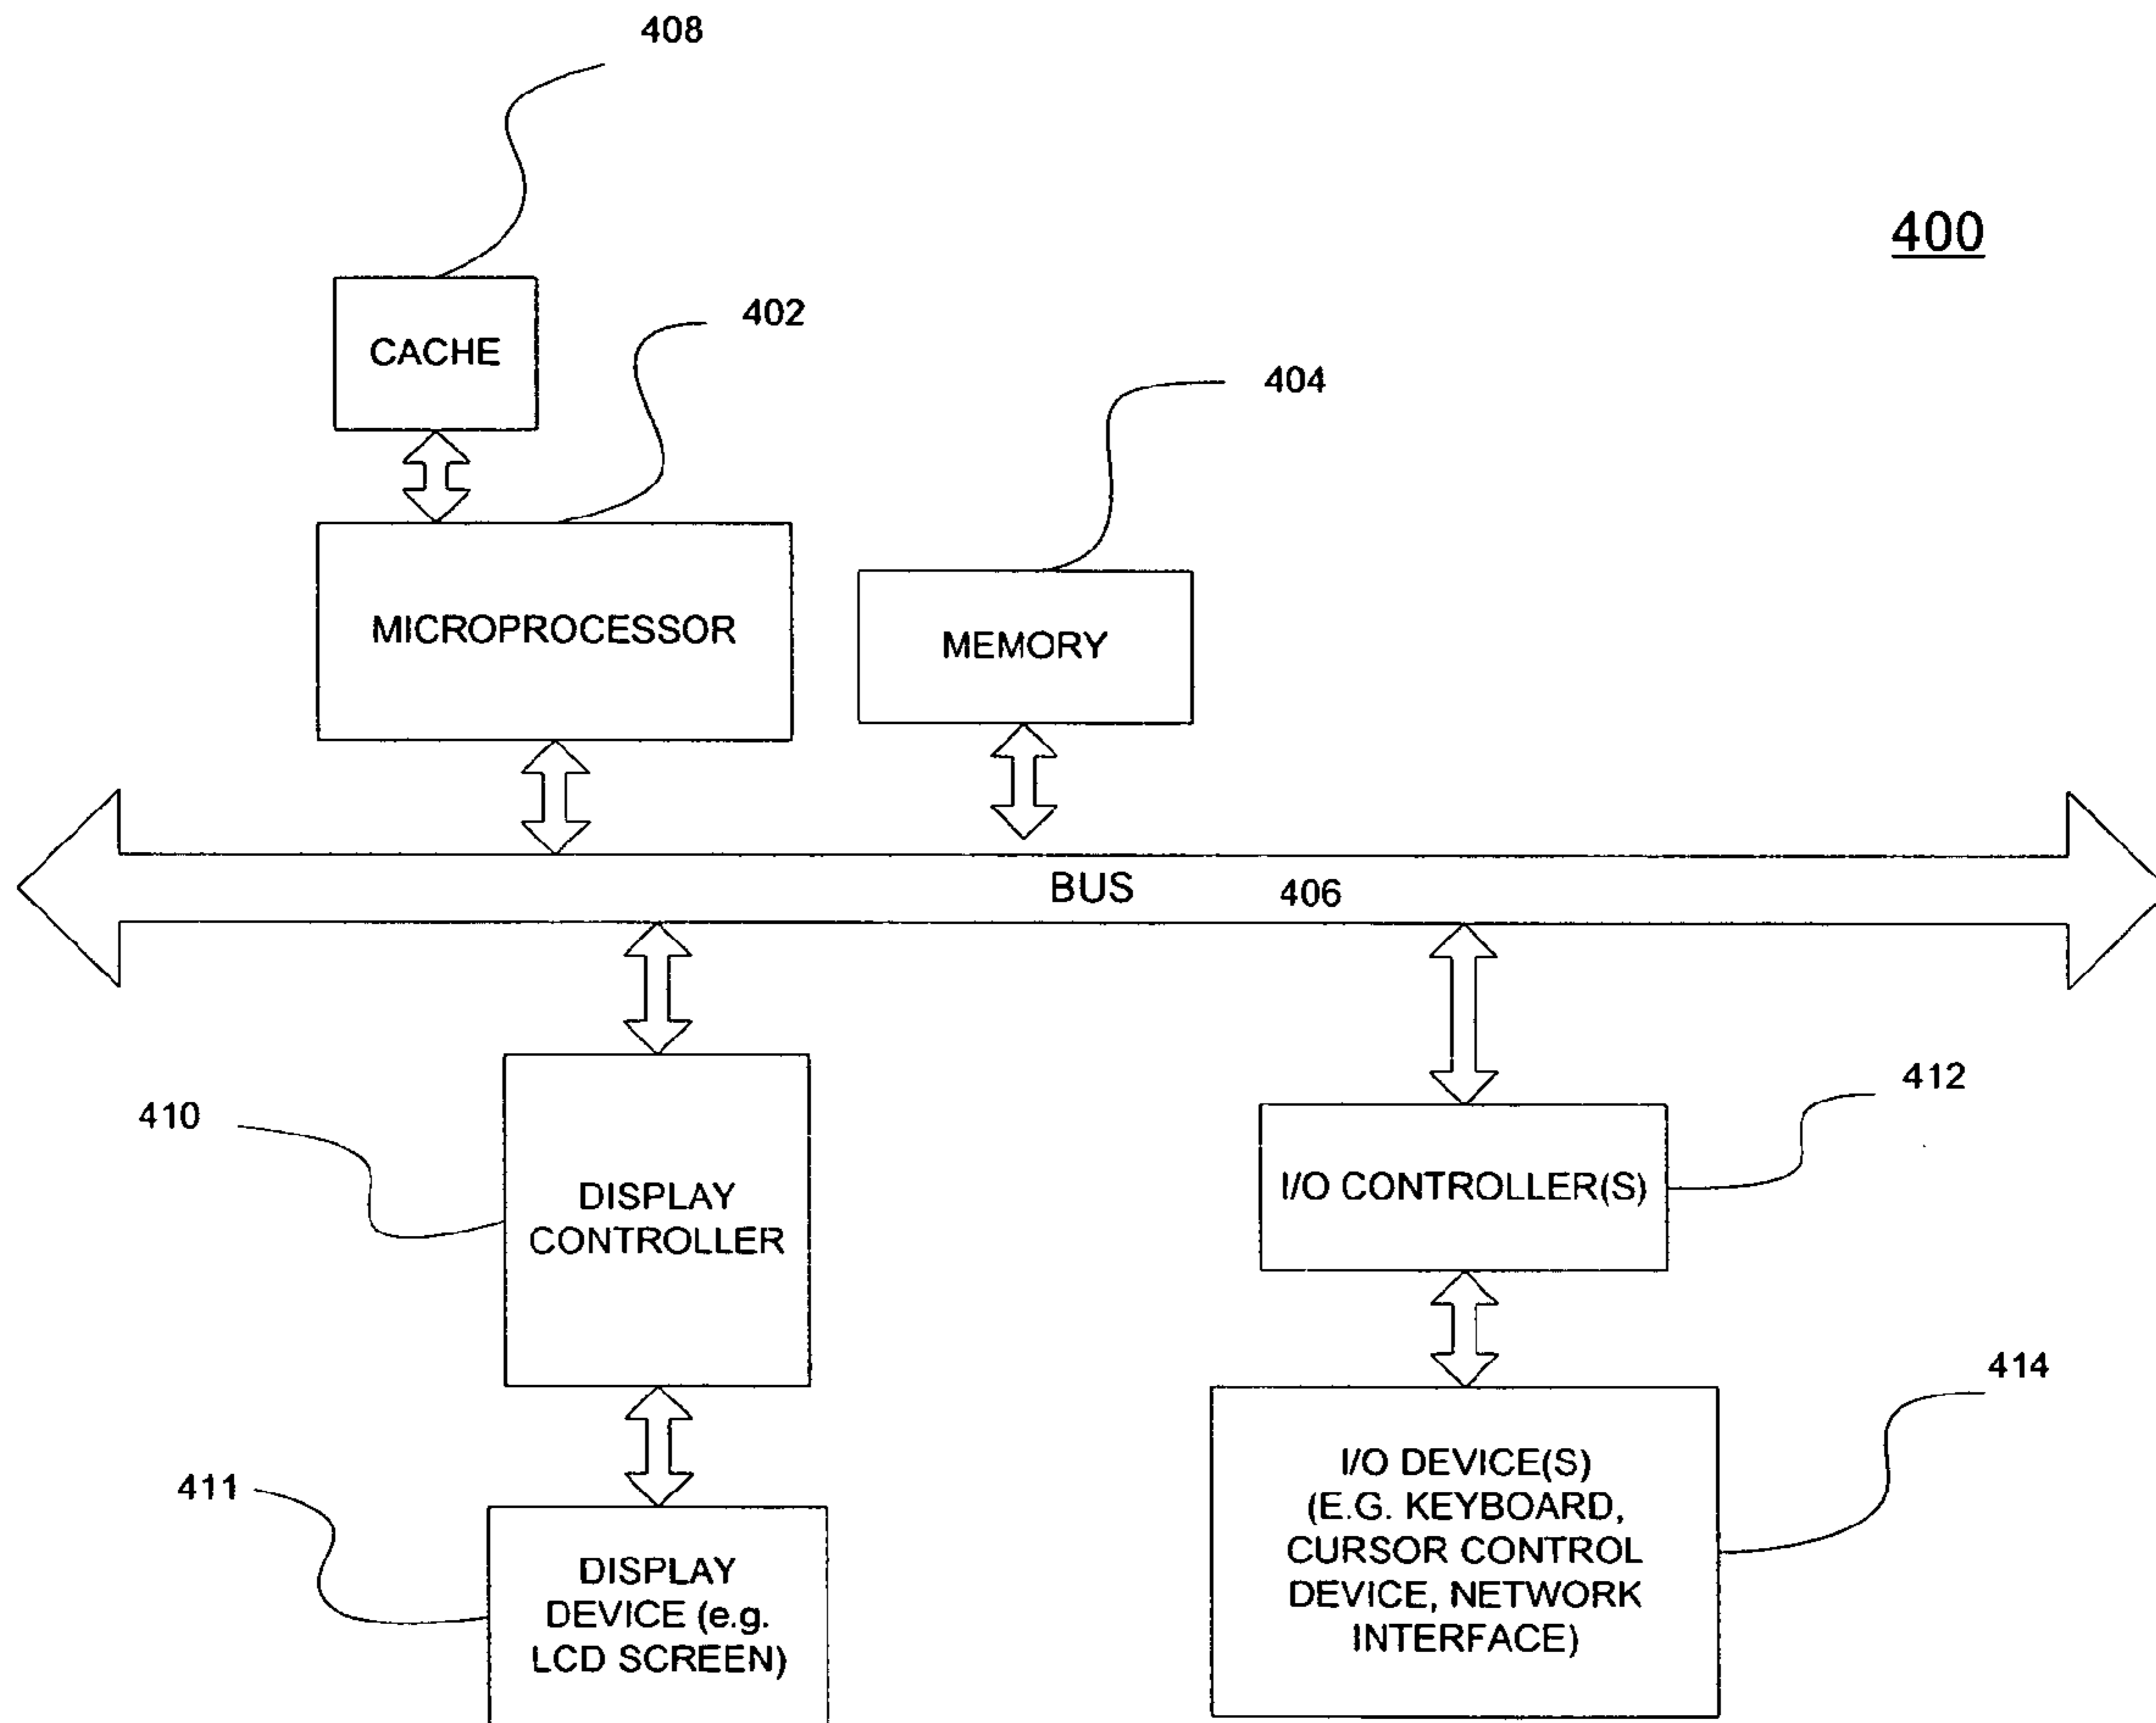 408
400
402
CACHE
404
MICROPROCESSOR
MEMORY
BUS 406
412
410
I/O CONTROLLER(S)
DISPLAY
CONTROLLER
414
411
I/O DEVICE(S)
(E.G. KEYBOARD,
CURSOR CONTROL
DEVICE, NETWORK
INTERFACE)
DISPLAY
DEVICE (e.g.
LCD SCREEN)